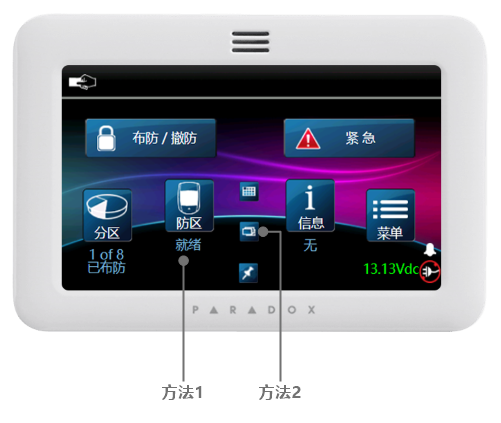 布防 / 撤防
紧 急
分区
防区
信息
菜单
1 of 8
已布防
就绪
无
13.13Vdc
PARADOX
方法1
方法2